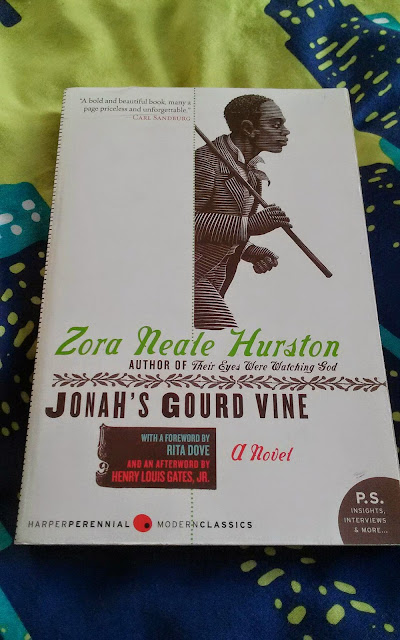 "A bold and beautiful book, many a
page priceless and unforgettable."
—Carl Sandburg
Zora Neale Hurston
AUTHOR OF Their Eyes Were Watching God
JONAH'S GOURD VINE
WITH A FOREWORD BY
RITA DOVE
AND AN AFTERWORD BY
HENRY LOUIS GATES, JR.
A Novel
P.S.
INSIGHTS,
INTERVIEWS
& MORE...
HARPERPERENNIAL MODERNCLASSICS